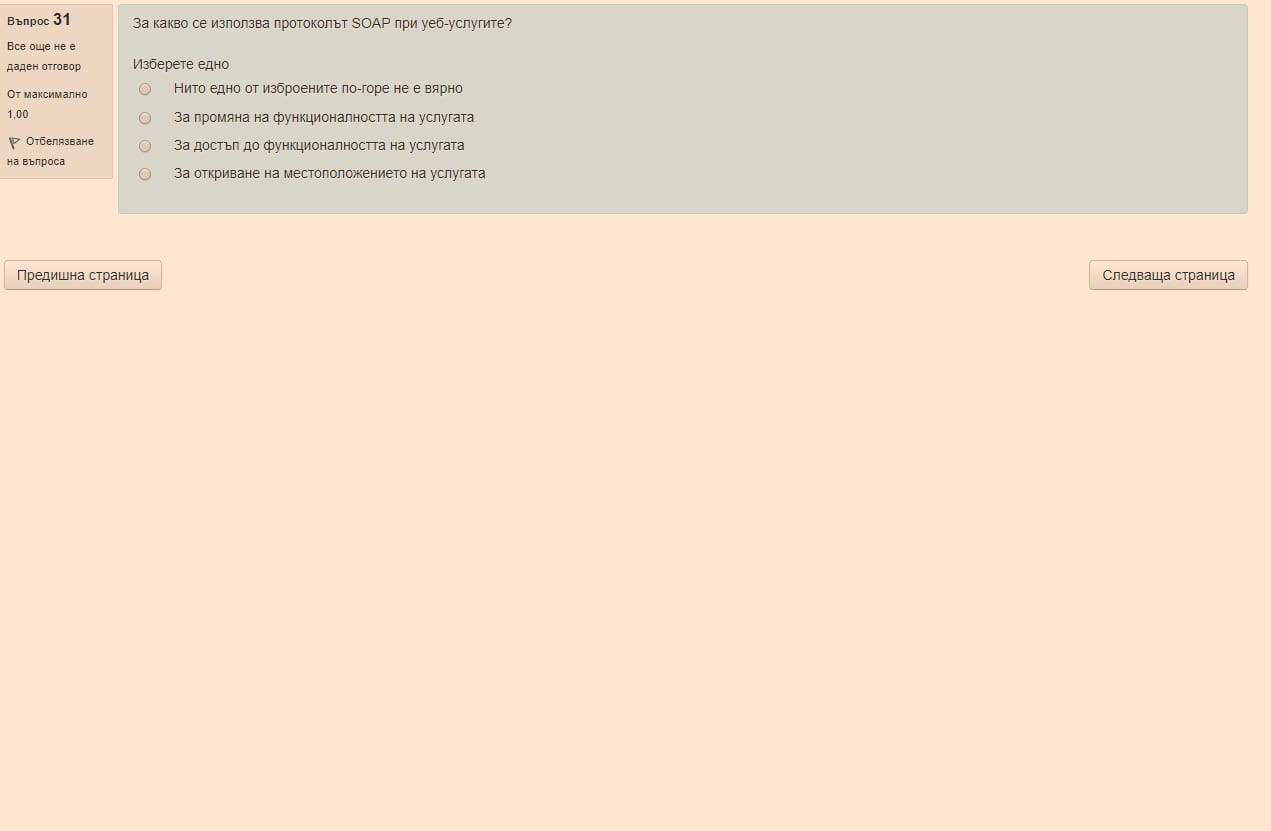 Въпрос 31
Все още не е
даден отговор
От максимално
1,00
Отбелязване
на въпроса
За какво се използва протоколът SOAP при уеб-услугите?
Изберете едно
Нито едно от изброените по-горе не е вярно
За промяна на функционалността на услугата
За достъп до функционалността на услугата
За откриване на местоположението на услугата
Предишна страница
Следваща страница